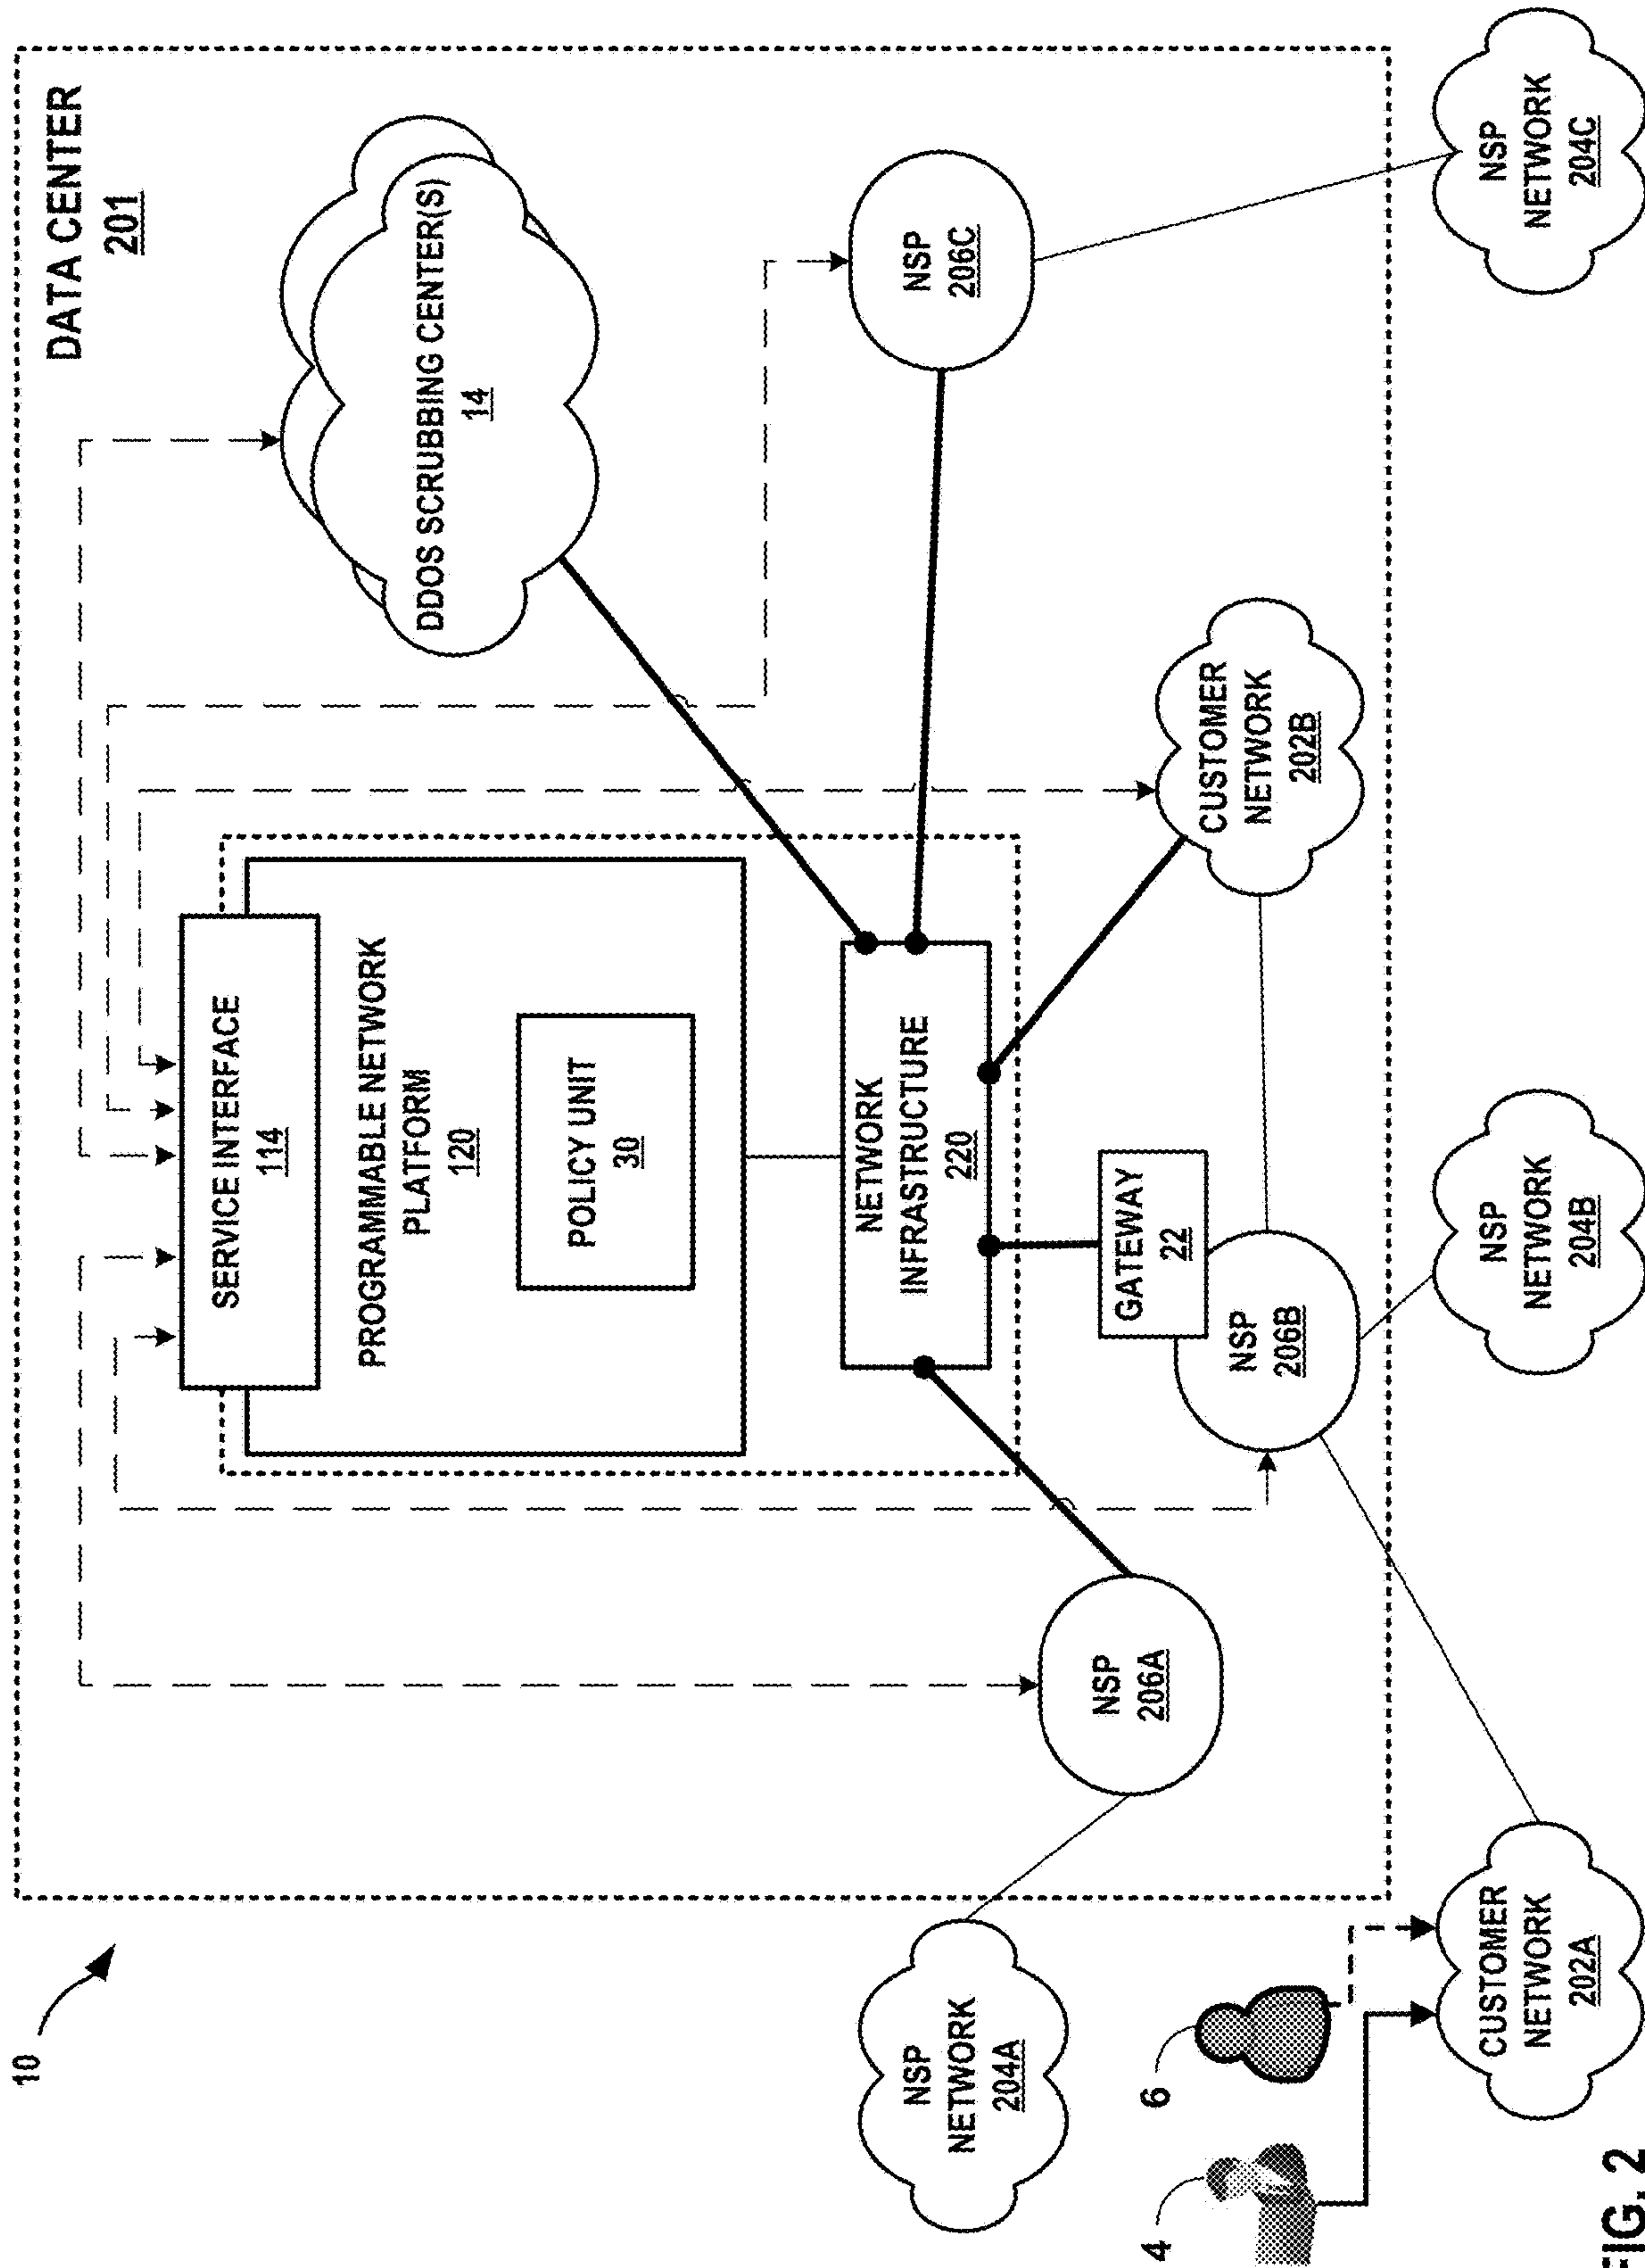 10
DATA CENTER
201
SERVICE INTERFACE
114
PROGRAMMABLE NETWORK
PLATFORM
120
POLICY UNIT
30
DDOS SCRUBBING CENTER(S)
14
NETWORK
INFRASTRUCTURE
220
NSP
206C
NSP
NETWORK
204A
NSP
206A
GATEWAY
22
NSP
206B
CUSTOMER
NETWORK
202B
6
4
CUSTOMER
NETWORK
202A
NSP
NETWORK
204B
NSP
NETWORK
204C
FIG. 2